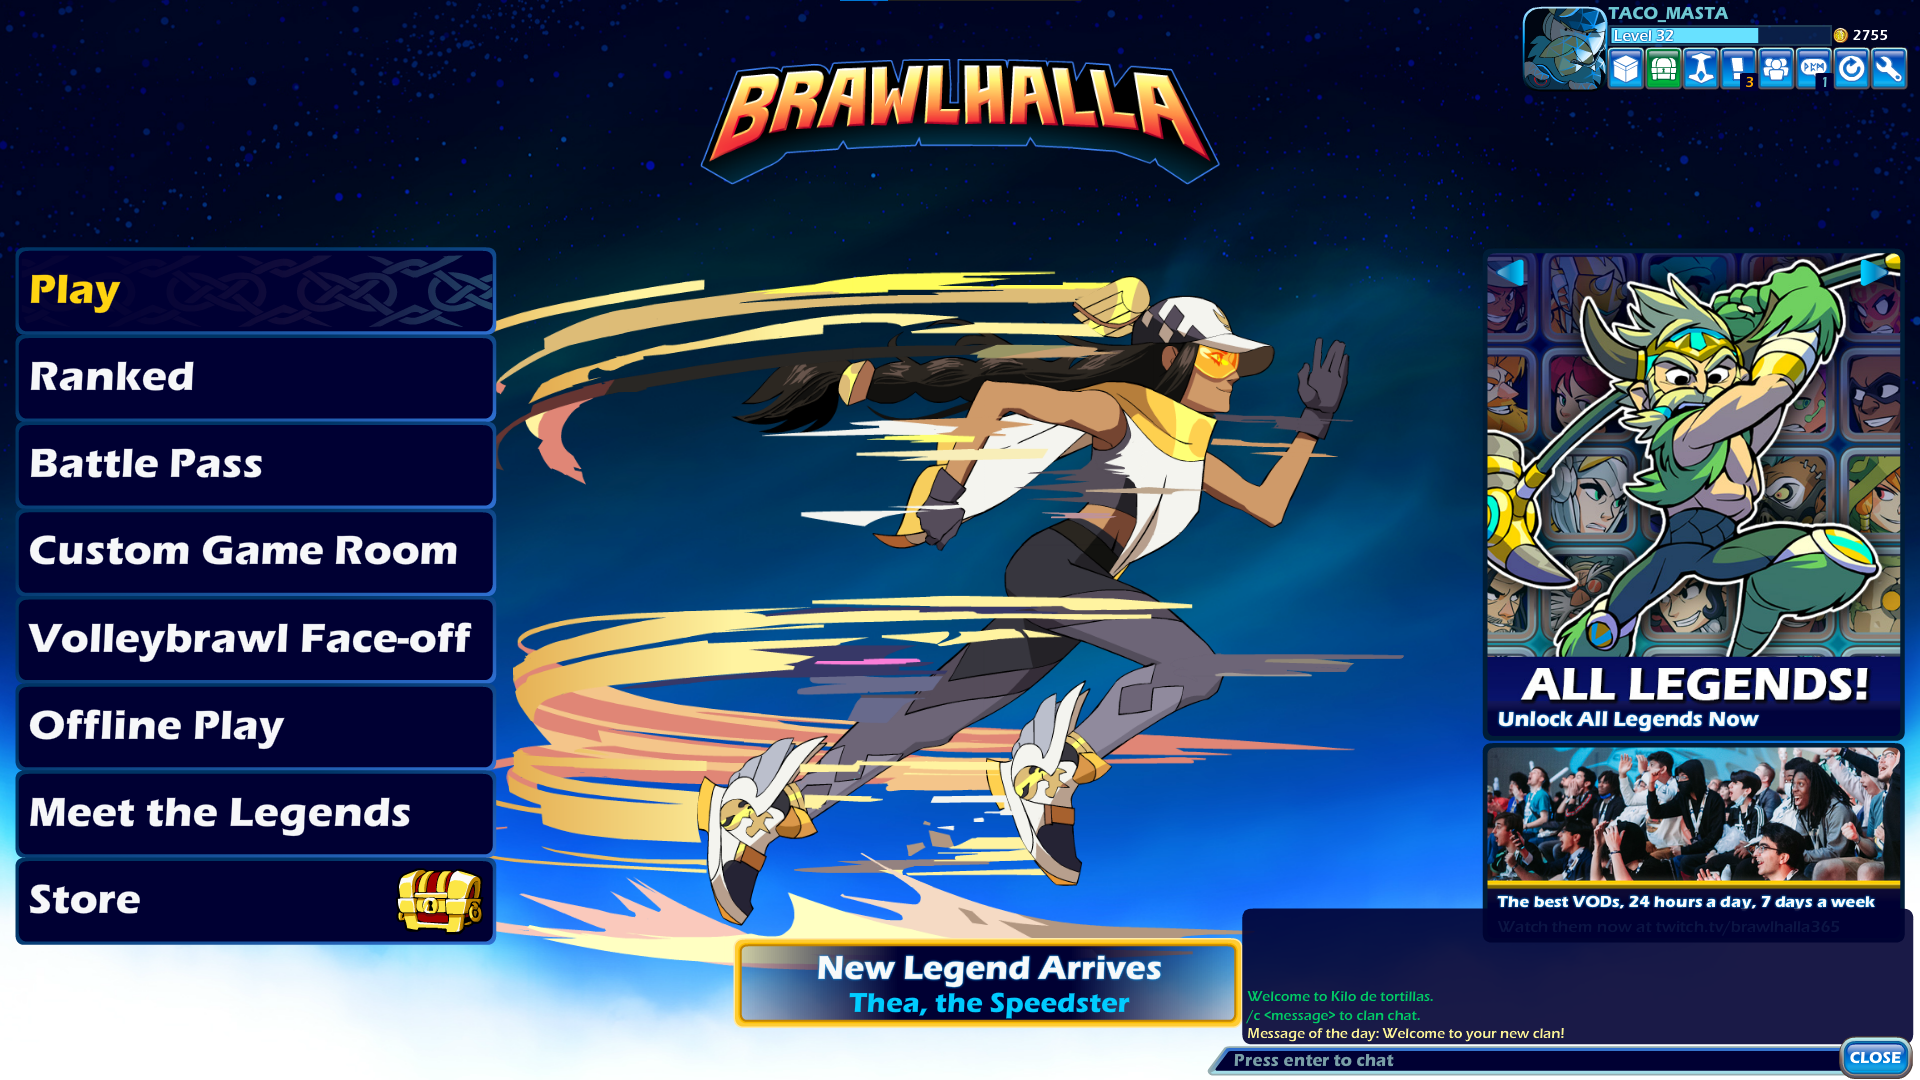 TACO_MASTA
Level 32
2755
3
1
BRAWLHALLA
Play
Ranked
Battle Pass
Custom Game Room
Volleybrawl Face-off
Offline Play
Meet the Legends
Store
ALL LEGENDS!
Unlock All Legends Now
The best VODs, 24 hours a day, 7 days a week
Watch them now at twitch.tv/brawlhalla365
New Legend Arrives
Thea, the Speedster
Welcome to Kilo de tortillas.
/c <message> to clan chat.
Message of the day: Welcome to your new clan!
Press enter to chat
CLOSE